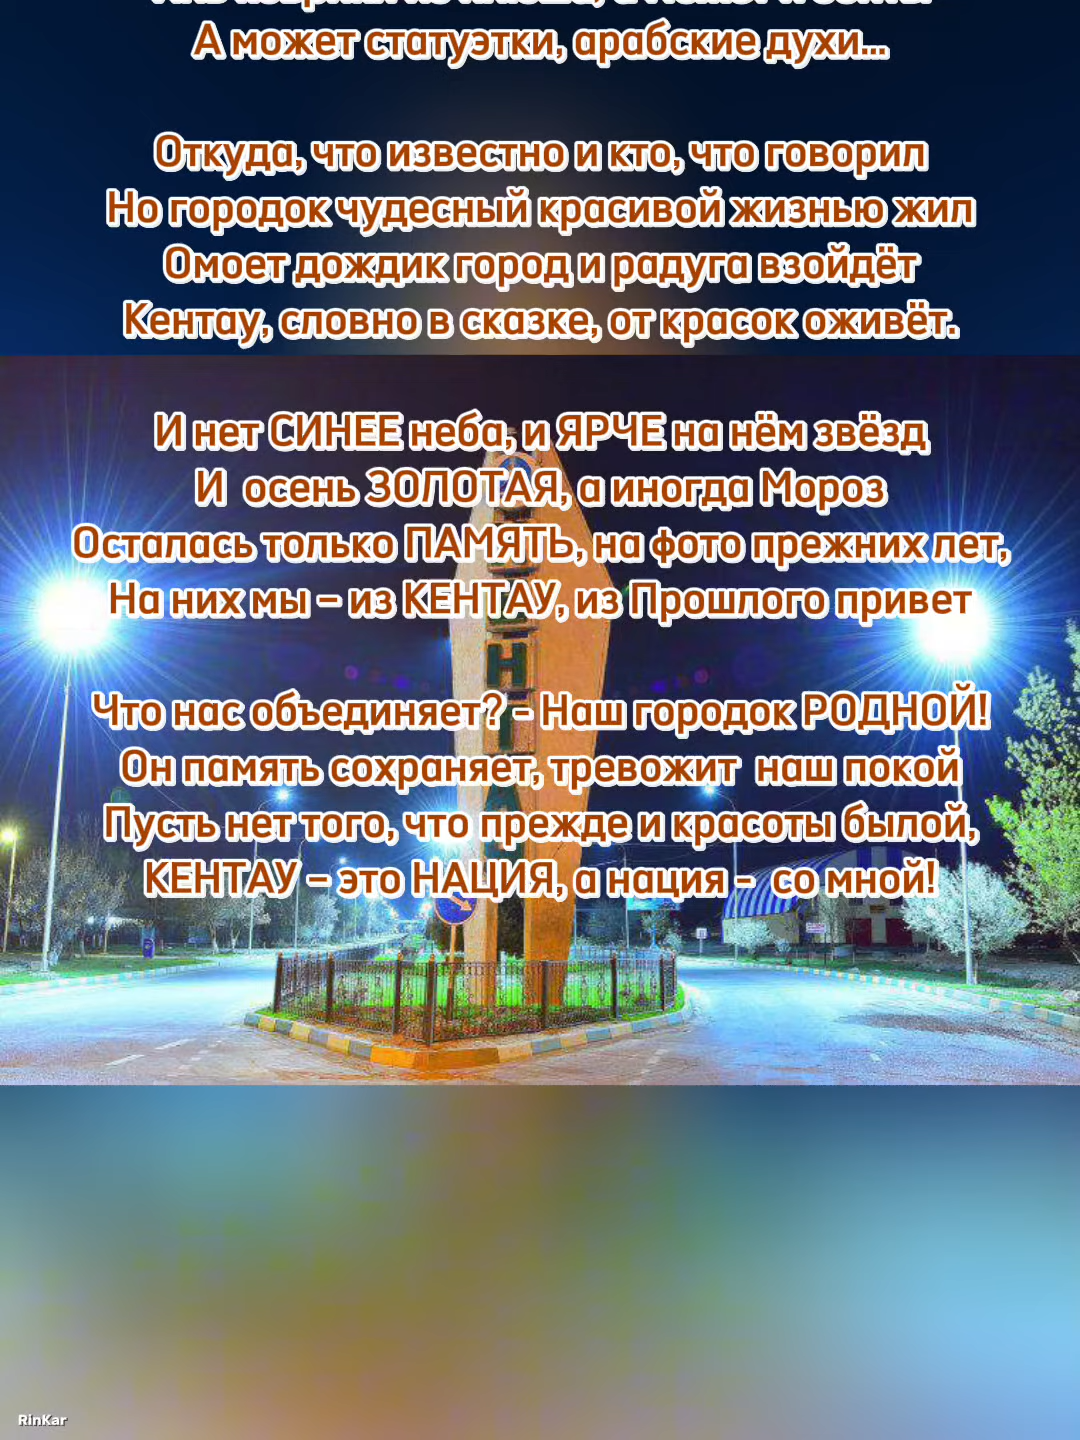 А может статуэтки, арабские духи...
Откуда, что известно и кто, что говорил
Но городок чудесный красивой жизнью жил
Омоет дождик город и радуга взойдёт
Кентау, словно в сказке, от красок оживёт.
И нет СИНЕЕ неба, и ЯРЧЕ на нём звёзд
И осень ЗОЛОТАЯ, а иногда Мороз
Осталась только ПАМЯТЬ, на фото прежних лет,
На них мы – из КЕНТАУ, из Прошлого привет
Что нас объединяет? - Наш городок РОДНОЙ!
Он память сохраняет, тревожит наш покой
Пусть нет того, что прежде и красоты былой,
КЕНТАУ – это НАЦИЯ, а нация - со мной!
RinKar